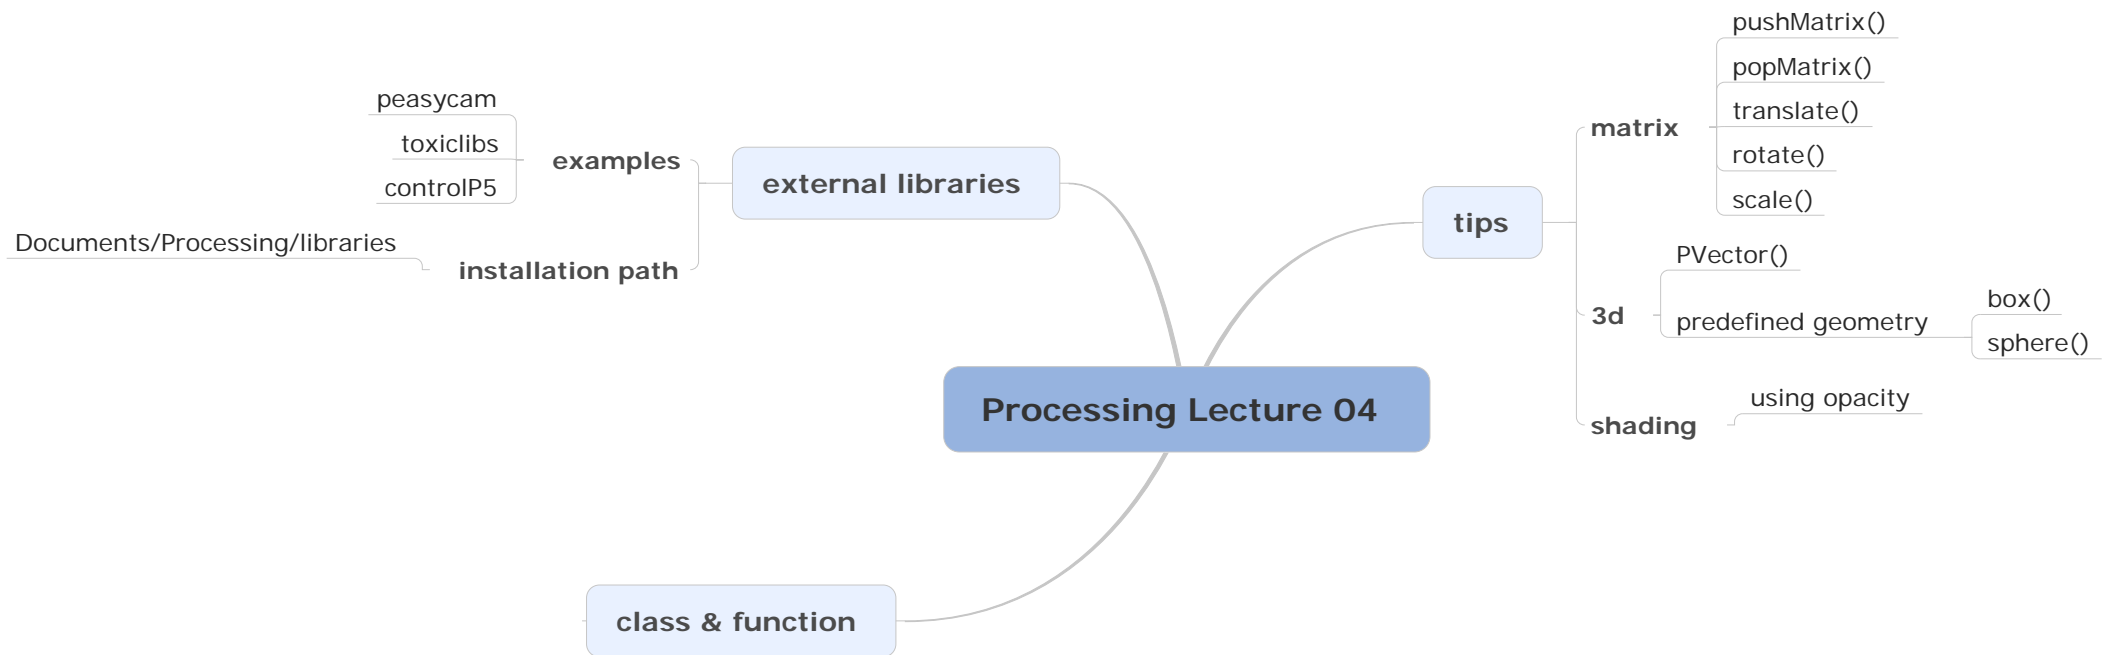 Processing Lecture 04
tips
matrix
pushMatrix()
popMatrix()
translate()
rotate()
scale()
3d
PVector()
predefined geometry
box()
sphere()
shading
using opacity
external libraries
examples
peasycam
toxiclibs
controlP5
installation path
Documents/Processing/libraries
class & function